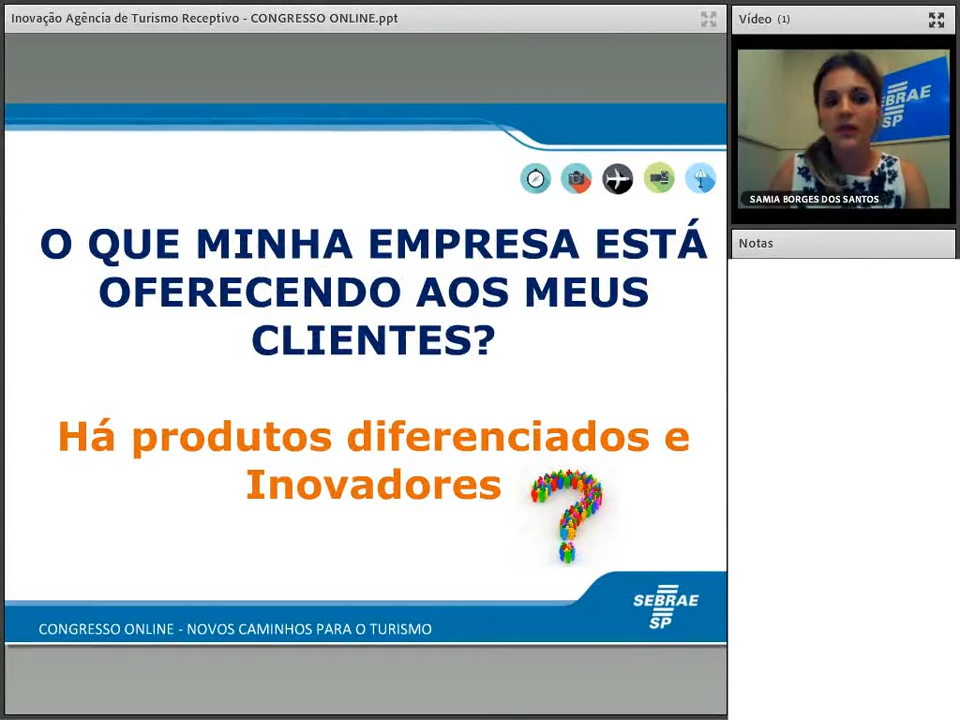 Inovação Agência de Turismo Receptivo - CONGRESSO ONLINE.ppt
O QUE MINHA EMPRESA ESTÁ
OFERECENDO AOS MEUS
CLIENTES?
Há produtos diferenciados e
Inovadores
CONGRESSO ONLINE - NOVOS CAMINHOS PARA O TURISMO
SEBRAE
SP
Vídeo (1)
SEBRAE
SP
SAMIA BORGES DOS SANTOS
Notas